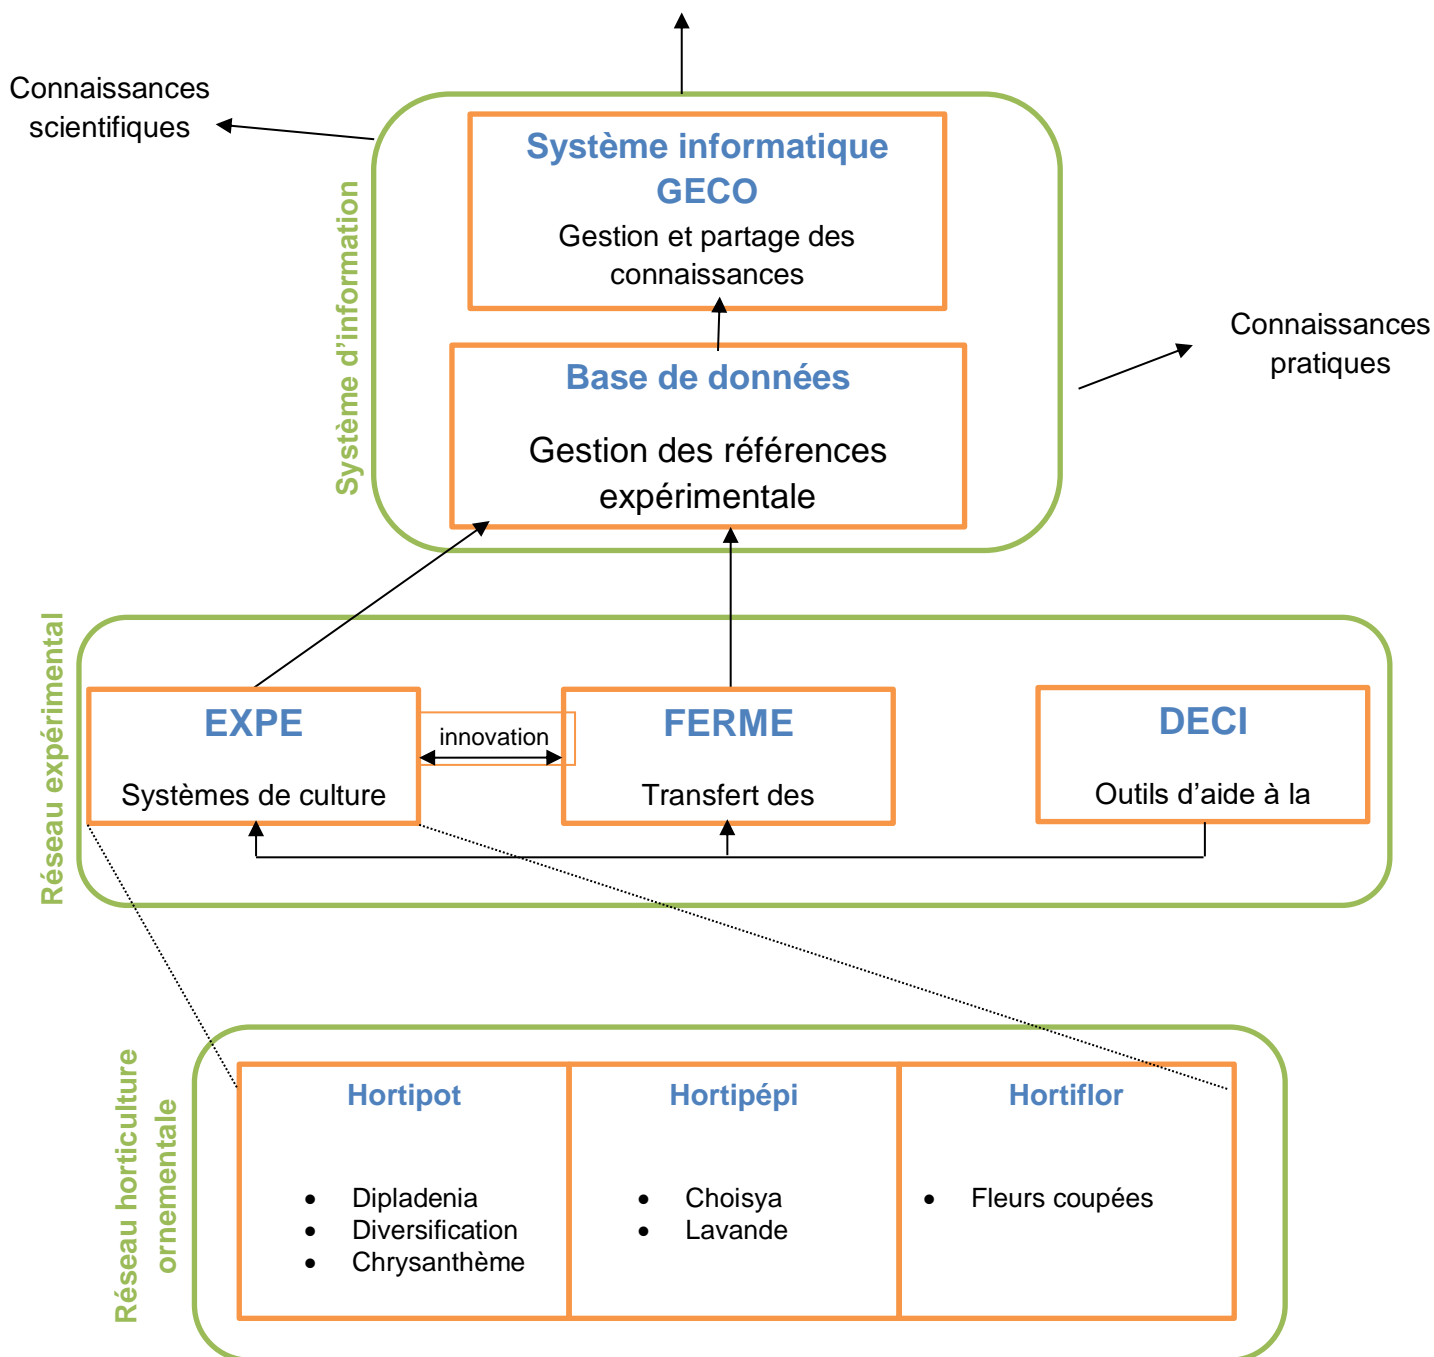 Connaissances
scientifiques
Système d'information
Système informatique
GECO
Gestion et partage des
connaissances
Connaissances
pratiques
Base de données
Gestion des références
expérimentale
Réseau expérimental
EXPE
Systèmes de culture
innovation
FERME
Transfert des
DECI
Outils d'aide à la
Réseau horticulture
ornementale
Hortipot
• Dipladenia
• Diversification
• Chrysanthème
Hortipépi
• Choisya
• Lavande
Hortiflor
• Fleurs coupées